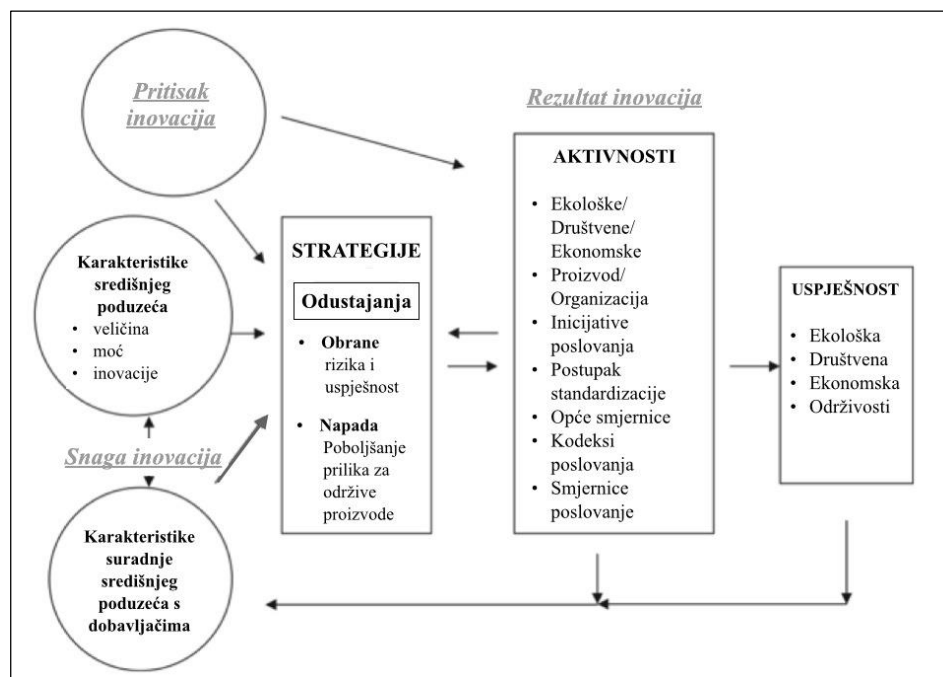 Pritisak
inovacija
Rezultat inovacija
Karakteristike
središnjeg
poduzeća
• veličina
• moć
• inovacije
Snaga inovacija
Karakteristike
suradnje
središnjeg
poduzeća s
dobavljačima
STRATEGIJE
Odustajanja
• Obrane
rizika i
uspješnost
• Napada
Poboljšanje
prilika za
održive
proizvode
AKTIVNOSTI
• Ekološke/
Društvene/
Ekonomske
• Proizvod/
Organizacija
• Inicijative
poslovanja
• Postupak
standardizacije
• Opće smjernice
• Kodeksi
poslovanja
• Smjernice
poslovanje
USPJEŠNOST
• Ekološka
• Društvena
• Ekonomska
• Održivosti